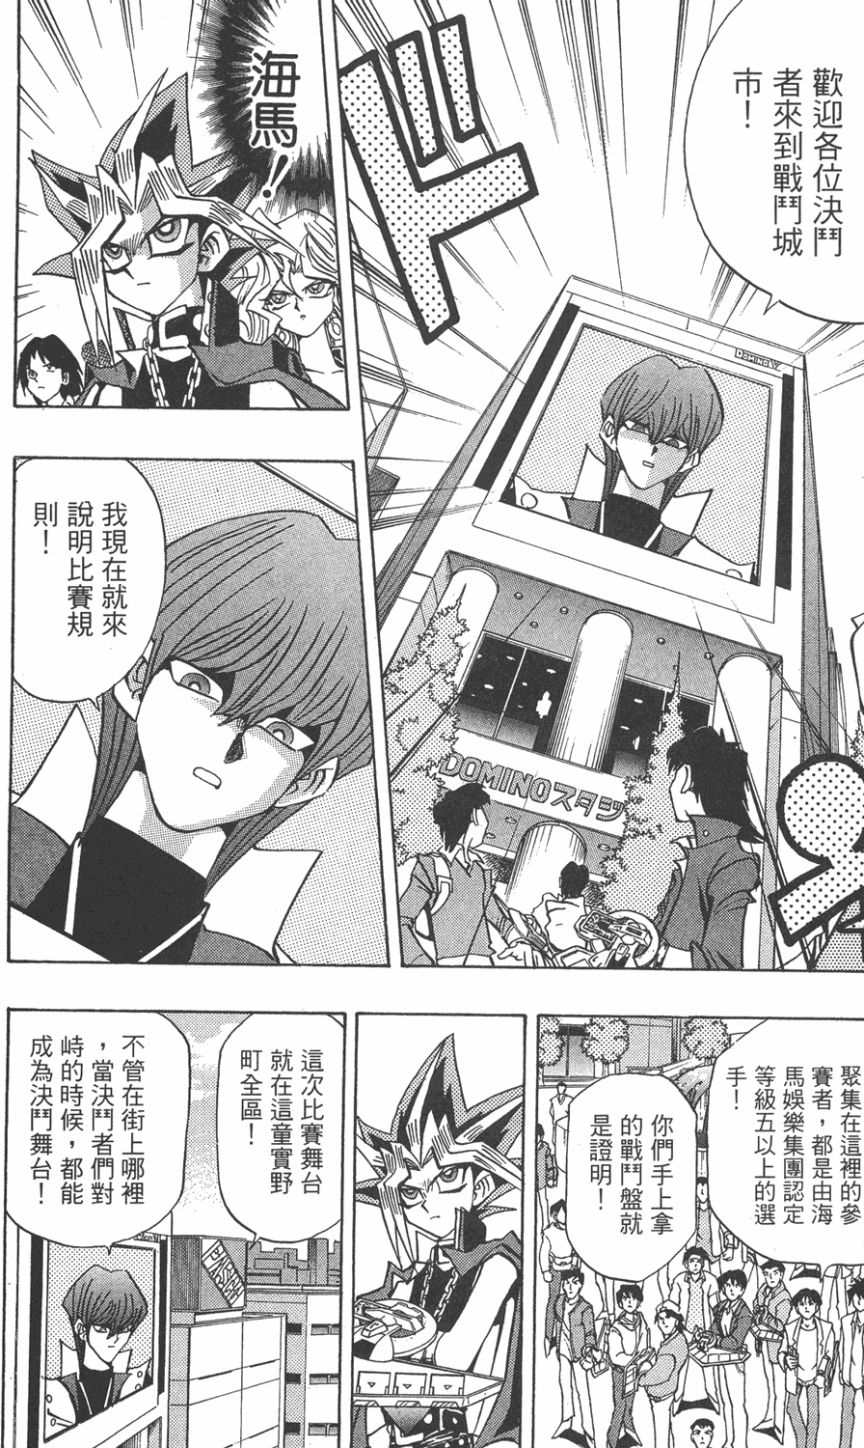 歡迎各位決鬥
者來到戰鬥城
市！
ド
DOMINO
DOMINOスタジ
海馬！
我現在就來
說明比賽規
則！
聚集在這裡的參
賽者，都是由海
馬娛樂集團認定
等級五以上的選
手！
你們手上拿
的戰鬥盤就
是證明！
這次比賽舞台
就在這童實野
町全區！
不管在街上哪裡
，當決鬥者們對
峙的時候，都能
成為決鬥舞台！